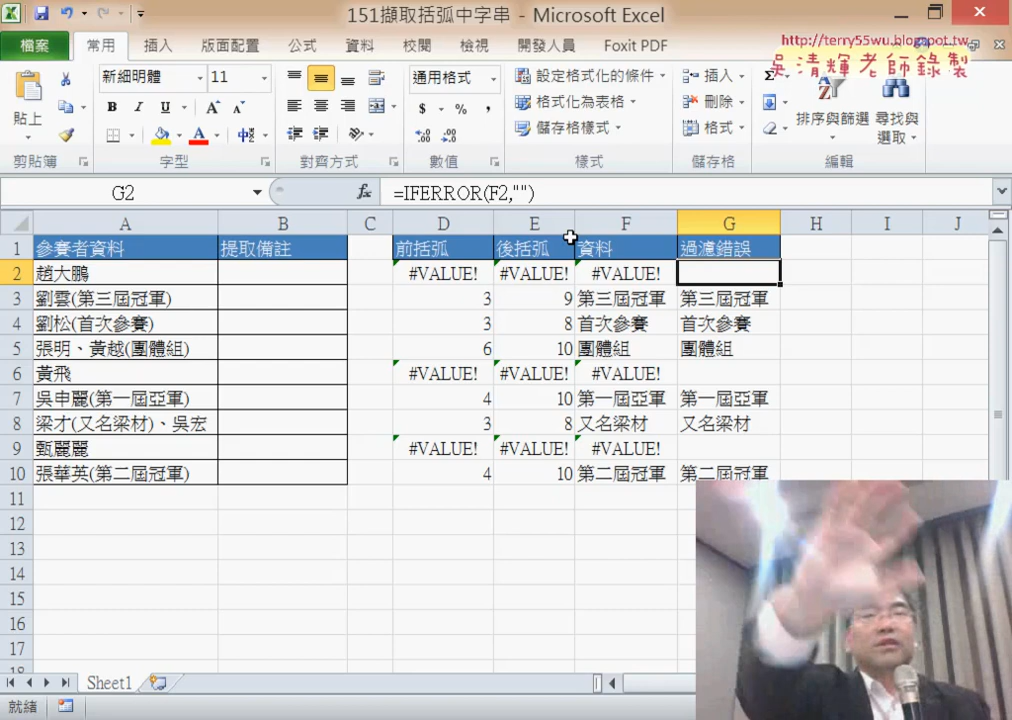 151擷取括弧中字串 - Microsoft Excel
http://terry55wu.blogspot.tw
吳清輝老師錄製
檔案 常用 插入 版面配置 公式 資料 校閱 檢視 開發人員 Foxit PDF
新細明體 11 通用格式 設定格式化的條件 插入
貼上 B I U A A $ % , 格式化為表格 刪除 排序與篩選 尋找與選取
儲存格樣式 格式
剪貼簿 字型 對齊方式 數值 樣式 儲存格 編輯
G2 fx =IFERROR(F2,"")
A B C D E F G H I J
1 參賽者資料 提取備註 前括弧 後括弧 資料 過濾錯誤
2 趙大鵬 #VALUE! #VALUE! #VALUE!
3 劉雲(第三屆冠軍) 3 9 第三屆冠軍 第三屆冠軍
4 劉松(首次參賽) 3 8 首次參賽 首次參賽
5 張明、黃越(團體組) 6 10 團體組 團體組
6 黃飛 #VALUE! #VALUE! #VALUE!
7 吳申麗(第一屆亞軍) 4 10 第一屆亞軍 第一屆亞軍
8 梁才(又名梁材)、吳宏 3 8 又名梁材 又名梁材
9 甄麗麗 #VALUE! #VALUE! #VALUE!
10 張華英(第二屆冠軍) 4 10 第二屆冠軍 第二屆冠軍
11
12
13
14
15
16
17
18
Sheet1
就緒